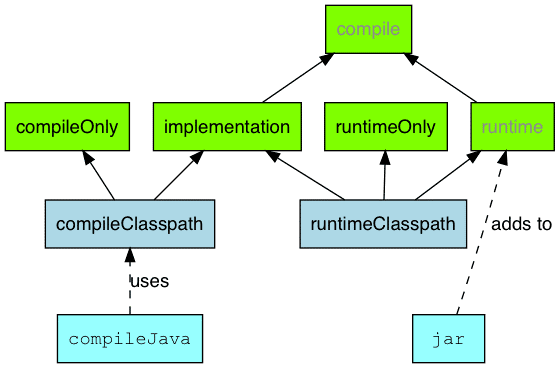 compile
compileOnly
implementation
runtimeOnly
runtime
compileClasspath
runtimeClasspath
adds to
uses
compileJava
jar